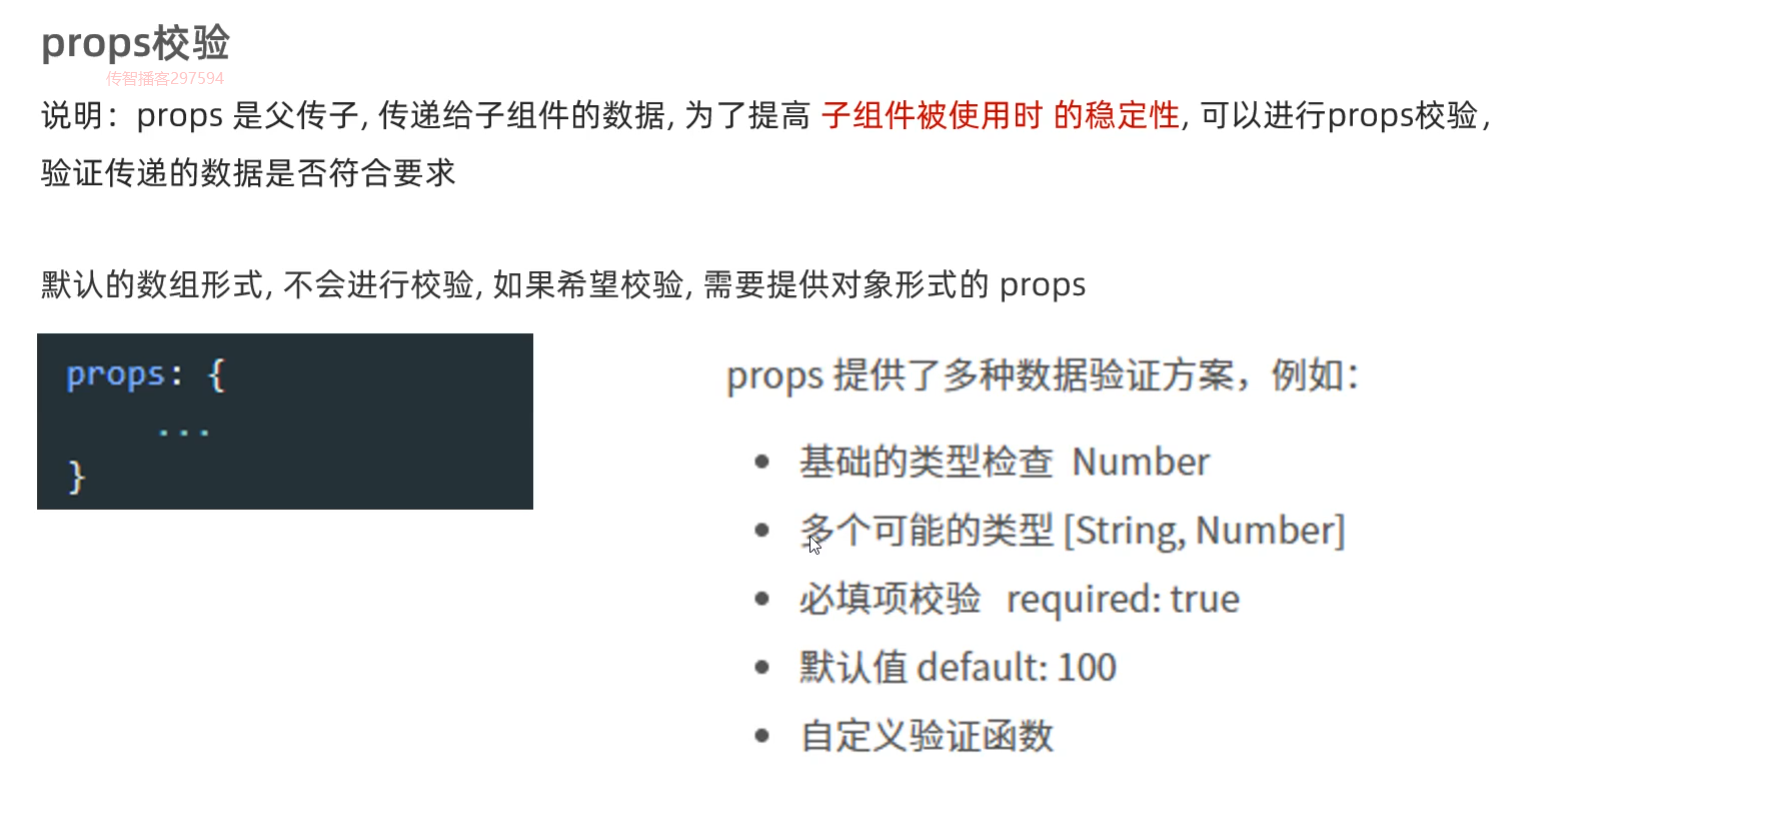 props校验
传智播客297594
说明：props 是父传子, 传递给子组件的数据, 为了提高 子组件被使用时 的稳定性, 可以进行props校验,
验证传递的数据是否符合要求
默认的数组形式, 不会进行校验, 如果希望校验, 需要提供对象形式的 props
props: {
...
}
props 提供了多种数据验证方案，例如：
• 基础的类型检查 Number
• 多个可能的类型 [String, Number]
• 必填项校验 required: true
• 默认值 default: 100
• 自定义验证函数